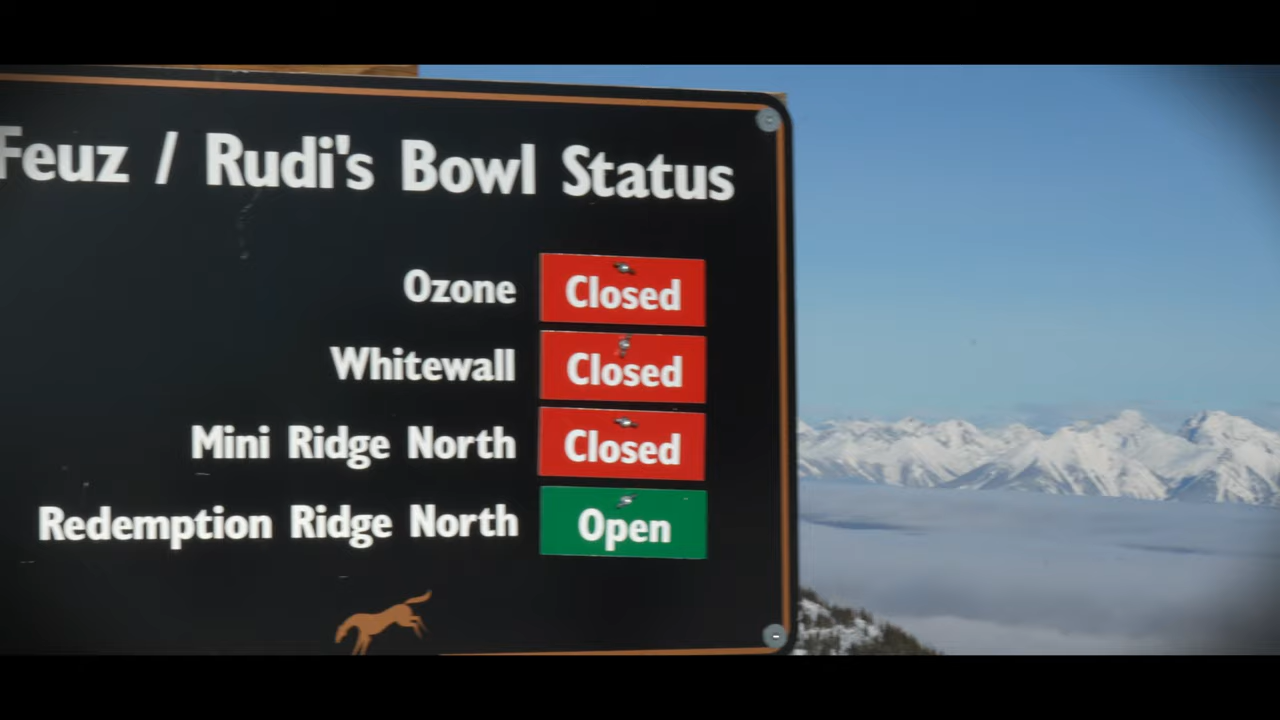 Feuz / Rudi's Bowl Status
Ozone Closed
Whitewall Closed
Mini Ridge North Closed
Redemption Ridge North Open